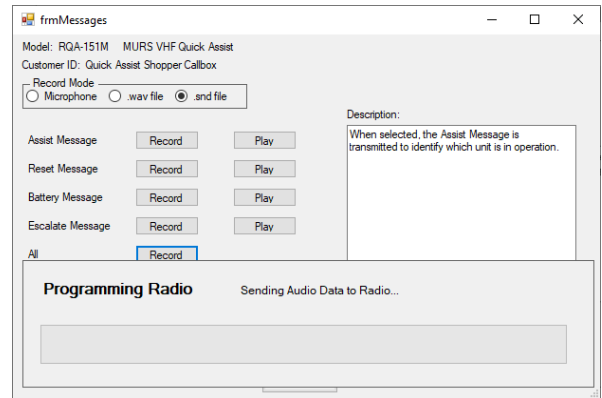 frmMessages
Model: RQA-151M MURS VHF Quick Assist
Customer ID: Quick Assist Shopper Callbox
Record Mode
Microphone .wav file .snd file
Description:
Assist Message Record Play
When selected, the Assist Message is
transmitted to identify which unit is in operation.
Reset Message Record Play
Battery Message Record Play
Escalate Message Record Play
All Record
Programming Radio Sending Audio Data to Radio...